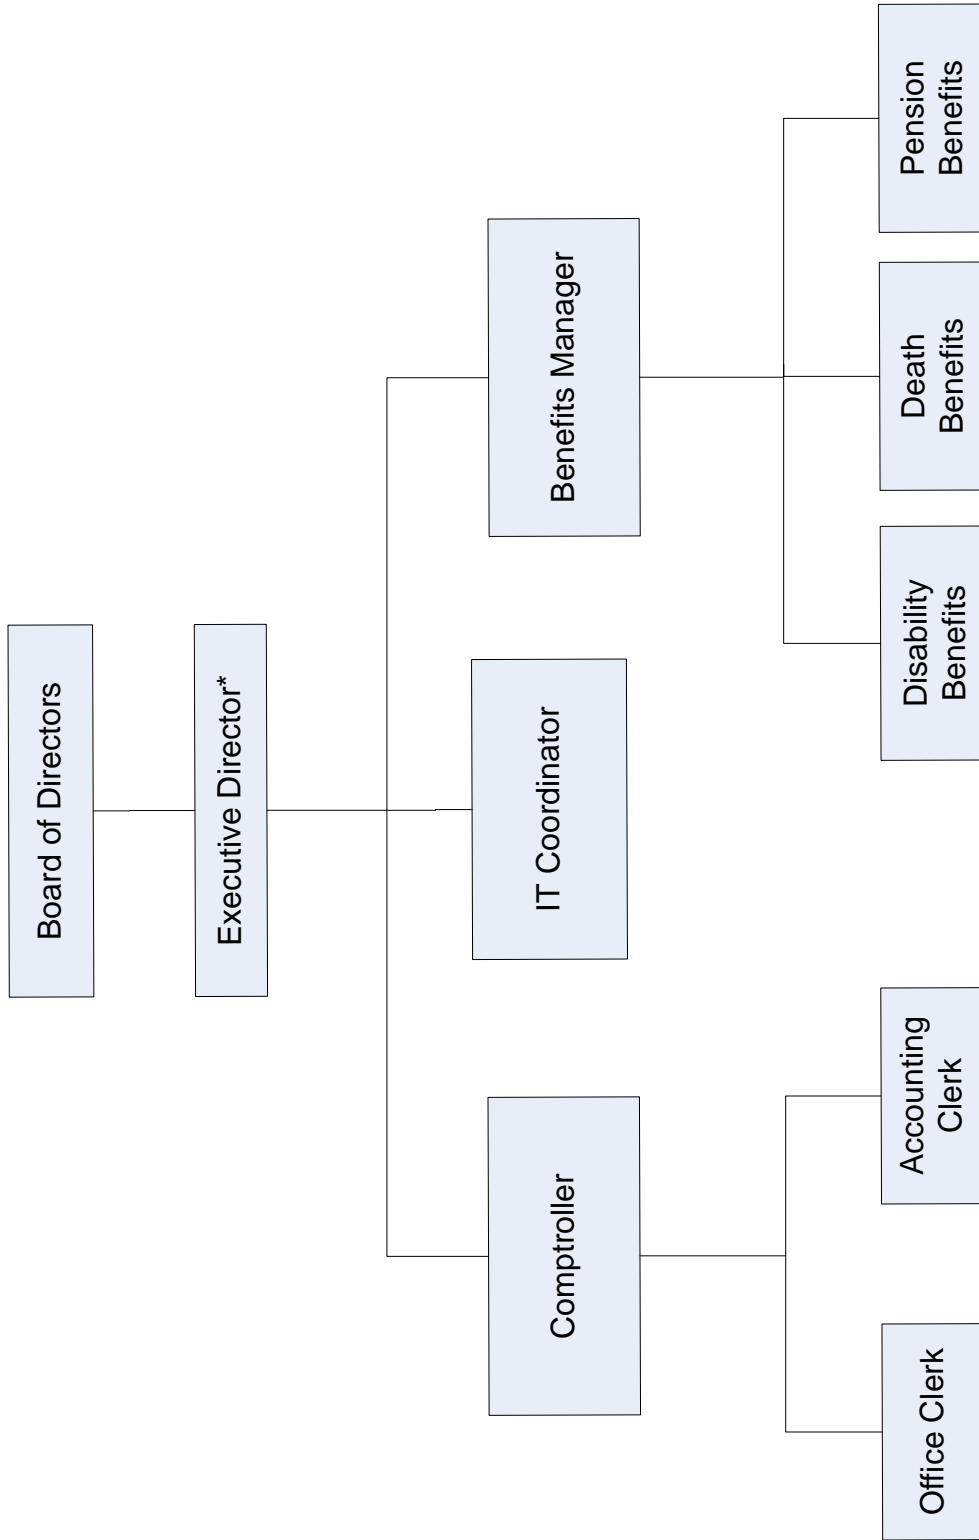 Board of Directors
Executive Director*
Comptroller
IT Coordinator
Benefits Manager
Office Clerk
Accounting
Clerk
Disability
Benefits
Death
Benefits
Pension
Benefits